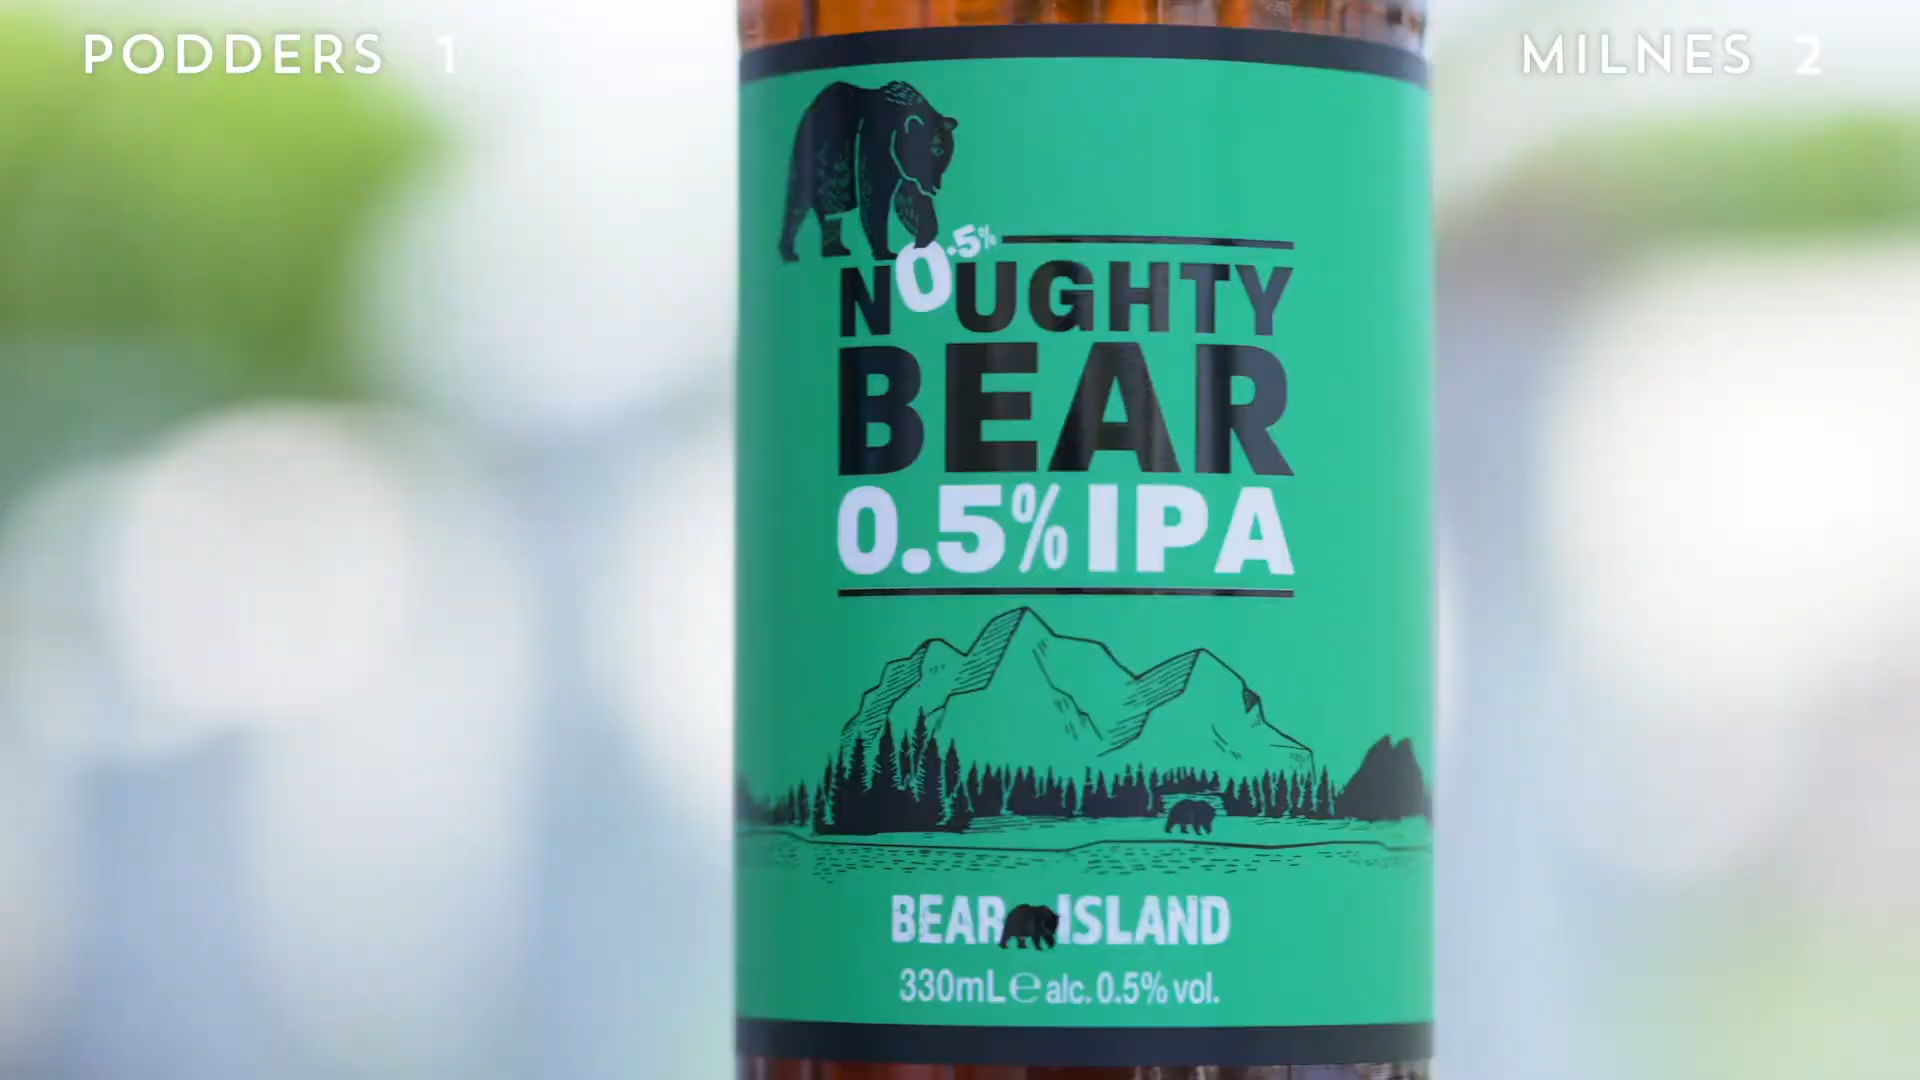 PODDERS 1
MILNES 2
0.5%
NOUGHTY
BEAR
0.5% IPA
BEAR ISLAND
330mL℮ alc. 0.5% vol.